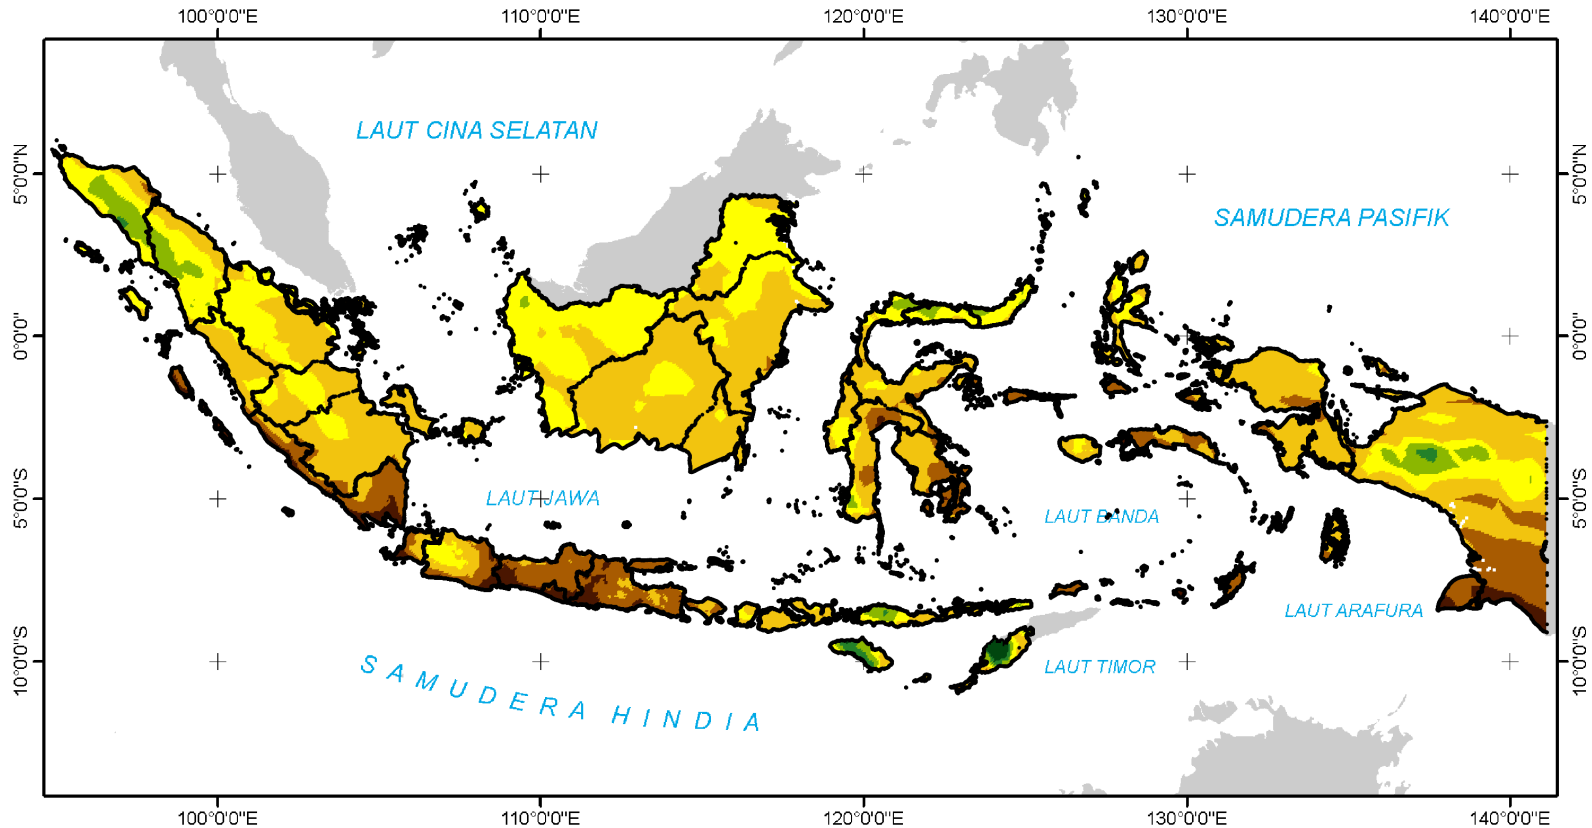 100°0'0"E 110°0'0"E 120°0'0"E 130°0'0"E 140°0'0"E
LAUT CINA SELATAN
5°0'0"N 5°0'0"N
SAMUDERA PASIFIK
0°0'0" 0°0'0"
5°0'0"S 5°0'0"S
LAUT JAWA
LAUT BANDA
LAUT ARAFURA
10°0'0"S 10°0'0"S
LAUT TIMOR
SAMUDERA HINDIA
100°0'0"E 110°0'0"E 120°0'0"E 130°0'0"E 140°0'0"E